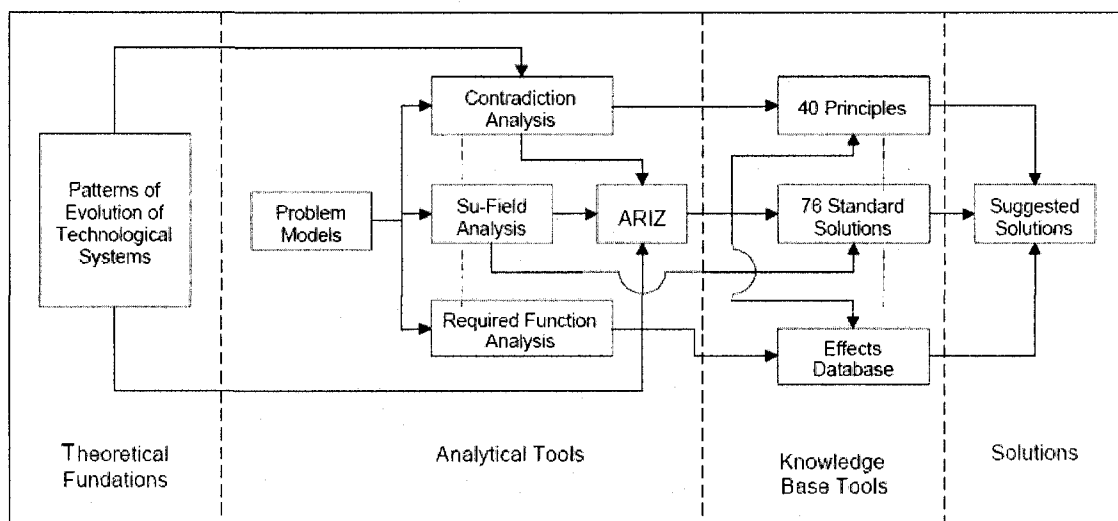 Contradiction
Analysis
40 Principles
Patterns of
Evolution of
Technological
Systems
Problem
Models
Su-Field
Analysis
ARIZ
76 Standard
Solutions
Suggested
Solutions
Required Function
Analysis
Effects
Database
Theoretical
Fundations
Analytical Tools
Knowledge
Base Tools
Solutions